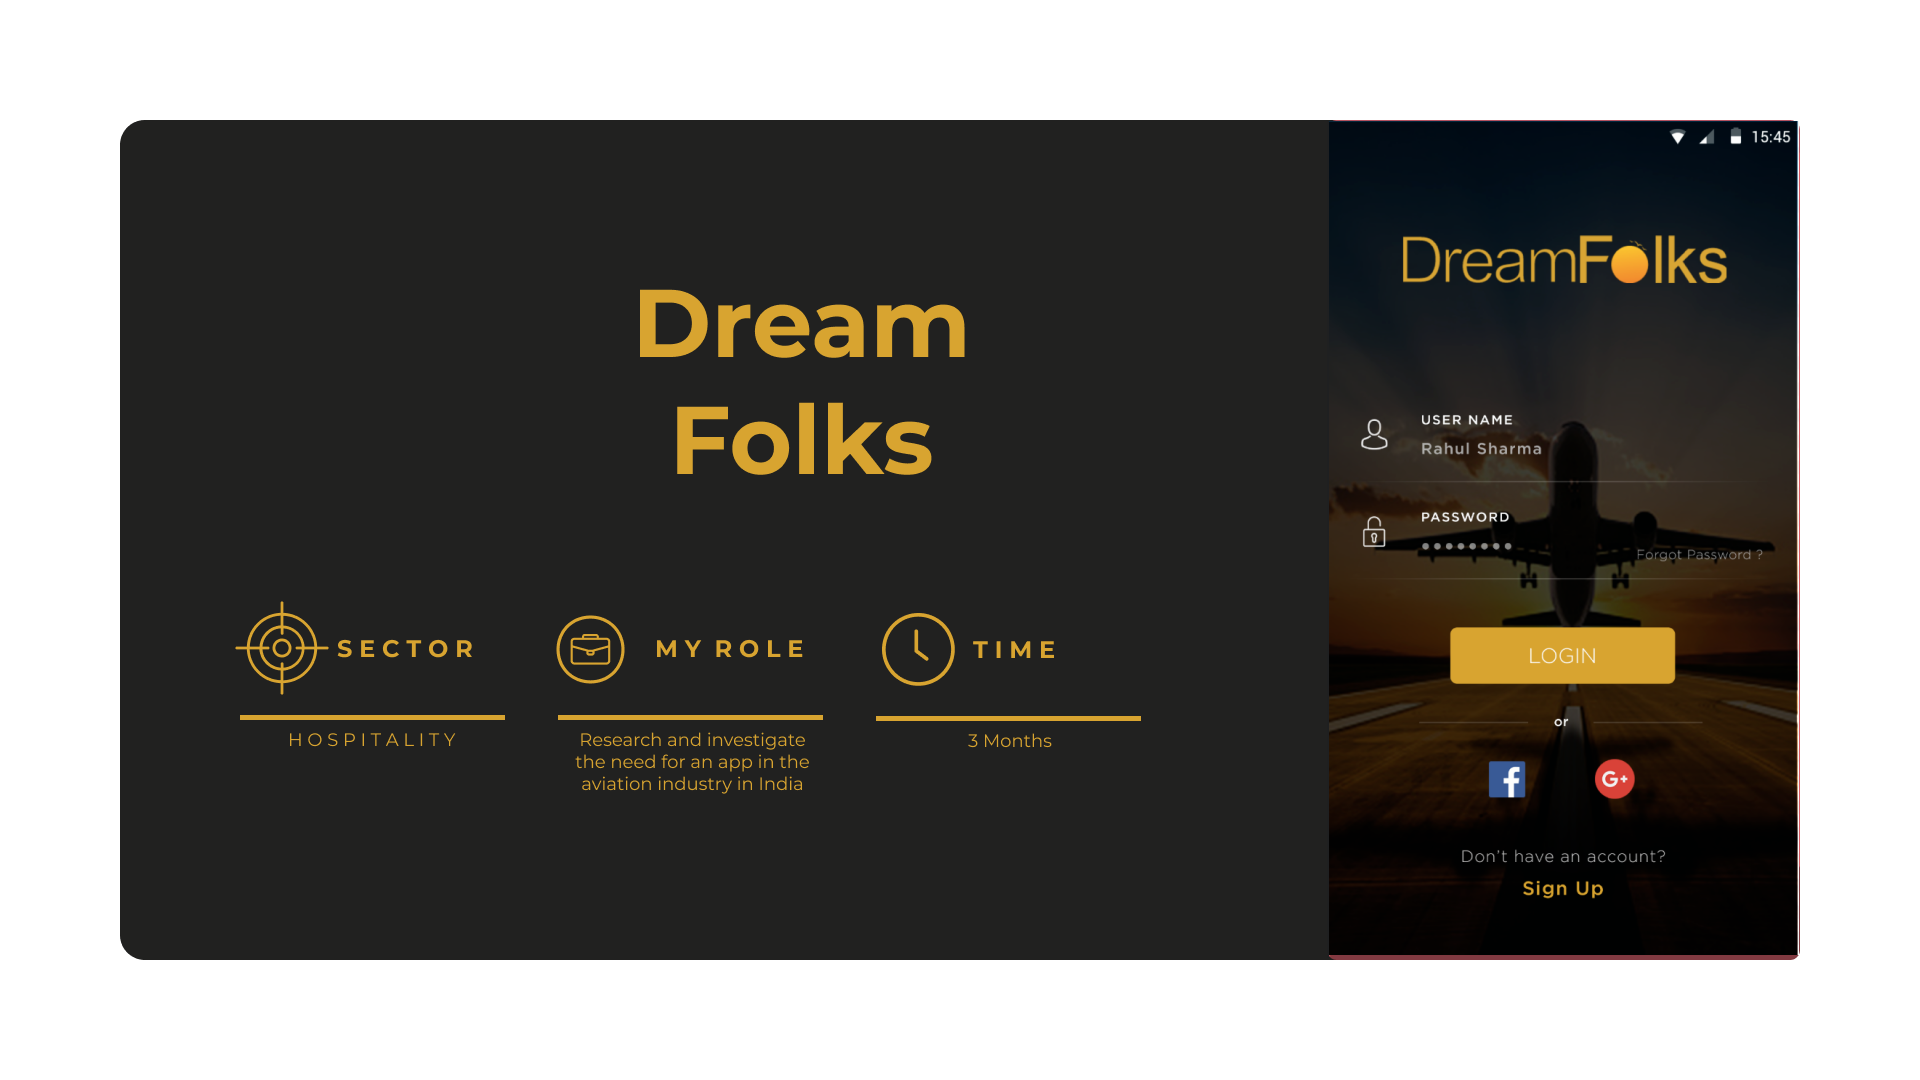 Dream
Folks
SECTOR
HOSPITALITY
MY ROLE
Research and investigate
the need for an app in the
aviation industry in India
TIME
3 Months
15:45
DreamFolks
USER NAME
Rahul Sharma
PASSWORD
Forgot Password ?
LOGIN
or
f
G+
Don't have an account?
Sign Up